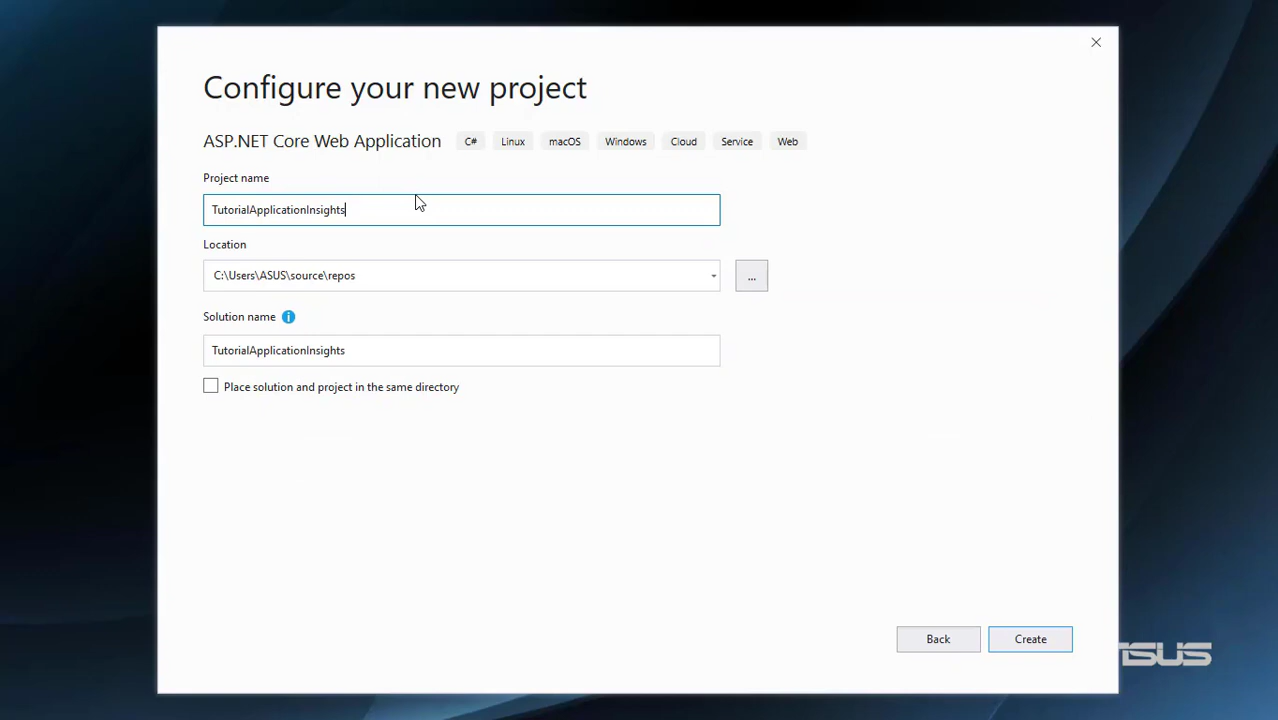 Configure your new project
ASP.NET Core Web Application C# Linux macOS Windows Cloud Service Web
Project name
TutorialApplicationInsights
Location
C:\Users\ASUS\source\repos
...
Solution name
TutorialApplicationInsights
Place solution and project in the same directory
Back Create
ASUS